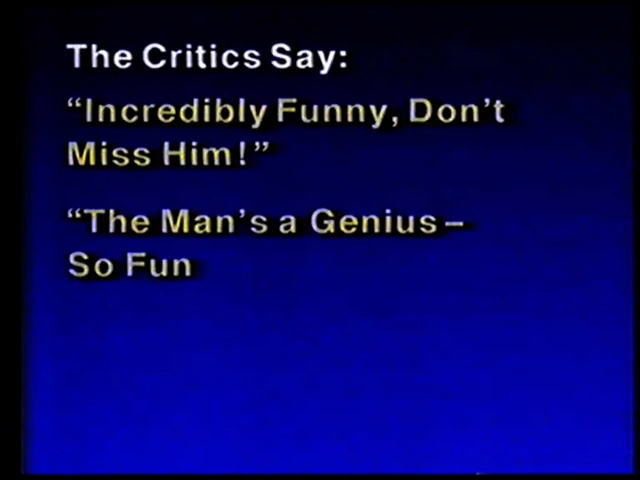 The Critics Say:
“Incredibly Funny, Don’t
Miss Him!”
“The Man’s a Genius –
So Fun